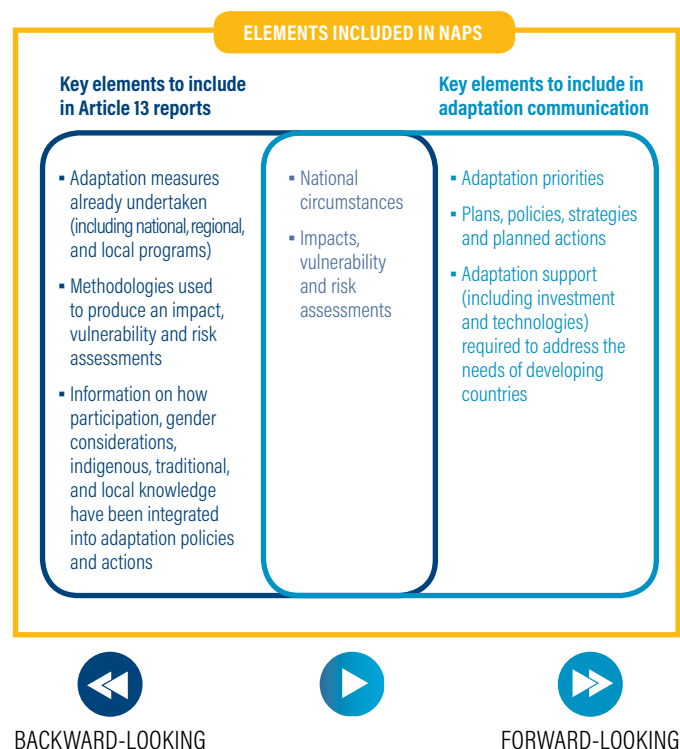 ELEMENTS INCLUDED IN NAPS
Key elements to include
in Article 13 reports
▪ Adaptation measures
already undertaken
(including national, regional,
and local programs)
▪ Methodologies used
to produce an impact,
vulnerability and risk
assessments
▪ Information on how
participation, gender
considerations,
indigenous, traditional,
and local knowledge
have been integrated
into adaptation policies
and actions
▪ National
circumstances
▪ Impacts,
vulnerability
and risk
assessments
Key elements to include in
adaptation communication
▪ Adaptation priorities
▪ Plans, policies, strategies
and planned actions
▪ Adaptation support
(including investment
and technologies)
required to address the
needs of developing
countries
BACKWARD-LOOKING
FORWARD-LOOKING